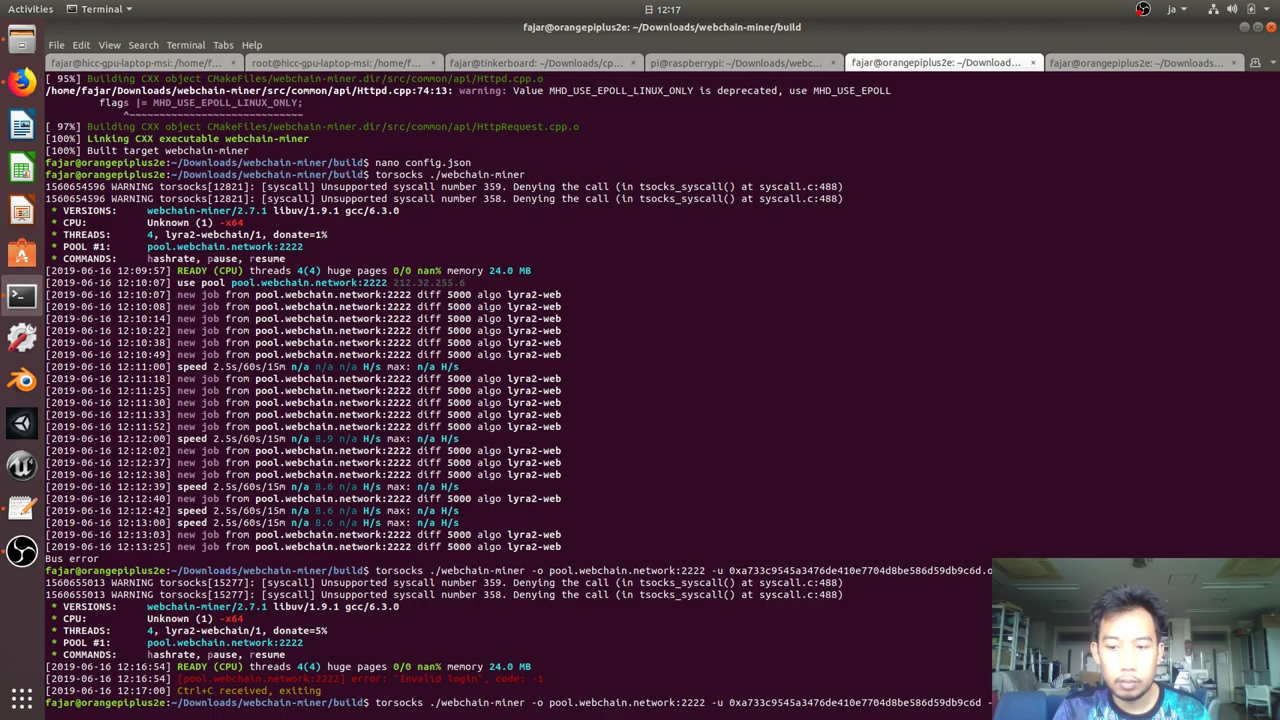 Activities Terminal 日 12:17 ja
fajar@orangepiplus2e: ~/Downloads/webchain-miner/build
File Edit View Search Terminal Tabs Help
fajar@hicc-gpu-laptop-msi: /home/f... root@hicc-gpu-laptop-msi: /home/f... fajar@tinkerboard: ~/Downloads/cp... pi@raspberrypi: ~/Downloads/webc... fajar@orangepiplus2e: ~/Download... fajar@orangepiplus2e: ~/Downloads...
[ 95%] Building CXX object CMakeFiles/webchain-miner.dir/src/common/api/Httpd.cpp.o
/home/fajar/Downloads/webchain-miner/src/common/api/Httpd.cpp:74:13: warning: Value MHD_USE_EPOLL_LINUX_ONLY is deprecated, use MHD_USE_EPOLL
flags |= MHD_USE_EPOLL_LINUX_ONLY;
^~~~~~~~~~~~~~~~~~~~~~~~~~~~~~
[ 97%] Building CXX object CMakeFiles/webchain-miner.dir/src/common/api/HttpRequest.cpp.o
[100%] Linking CXX executable webchain-miner
[100%] Built target webchain-miner
fajar@orangepiplus2e:~/Downloads/webchain-miner/build$ nano config.json
fajar@orangepiplus2e:~/Downloads/webchain-miner/build$ torsocks ./webchain-miner
1560654596 WARNING torsocks[12821]: [syscall] Unsupported syscall number 359. Denying the call (in tsocks_syscall() at syscall.c:488)
1560654596 WARNING torsocks[12821]: [syscall] Unsupported syscall number 358. Denying the call (in tsocks_syscall() at syscall.c:488)
* VERSIONS: webchain-miner/2.7.1 libuv/1.9.1 gcc/6.3.0
* CPU: Unknown (1) -x64
* THREADS: 4, lyra2-webchain/1, donate=1%
* POOL #1: pool.webchain.network:2222
* COMMANDS: hashrate, pause, resume
[2019-06-16 12:09:57] READY (CPU) threads 4(4) huge pages 0/0 nan% memory 24.0 MB
[2019-06-16 12:10:07] use pool pool.webchain.network:2222 212.32.255.6
[2019-06-16 12:10:07] new job from pool.webchain.network:2222 diff 5000 algo lyra2-web
[2019-06-16 12:10:08] new job from pool.webchain.network:2222 diff 5000 algo lyra2-web
[2019-06-16 12:10:14] new job from pool.webchain.network:2222 diff 5000 algo lyra2-web
[2019-06-16 12:10:22] new job from pool.webchain.network:2222 diff 5000 algo lyra2-web
[2019-06-16 12:10:38] new job from pool.webchain.network:2222 diff 5000 algo lyra2-web
[2019-06-16 12:10:49] new job from pool.webchain.network:2222 diff 5000 algo lyra2-web
[2019-06-16 12:11:00] speed 2.5s/60s/15m n/a n/a n/a H/s max: n/a H/s
[2019-06-16 12:11:18] new job from pool.webchain.network:2222 diff 5000 algo lyra2-web
[2019-06-16 12:11:25] new job from pool.webchain.network:2222 diff 5000 algo lyra2-web
[2019-06-16 12:11:30] new job from pool.webchain.network:2222 diff 5000 algo lyra2-web
[2019-06-16 12:11:33] new job from pool.webchain.network:2222 diff 5000 algo lyra2-web
[2019-06-16 12:11:52] new job from pool.webchain.network:2222 diff 5000 algo lyra2-web
[2019-06-16 12:12:00] speed 2.5s/60s/15m n/a 8.9 n/a H/s max: n/a H/s
[2019-06-16 12:12:02] new job from pool.webchain.network:2222 diff 5000 algo lyra2-web
[2019-06-16 12:12:37] new job from pool.webchain.network:2222 diff 5000 algo lyra2-web
[2019-06-16 12:12:38] new job from pool.webchain.network:2222 diff 5000 algo lyra2-web
[2019-06-16 12:12:39] speed 2.5s/60s/15m n/a 8.6 n/a H/s max: n/a H/s
[2019-06-16 12:12:40] new job from pool.webchain.network:2222 diff 5000 algo lyra2-web
[2019-06-16 12:12:42] speed 2.5s/60s/15m n/a 8.6 n/a H/s max: n/a H/s
[2019-06-16 12:13:00] speed 2.5s/60s/15m n/a 8.6 n/a H/s max: n/a H/s
[2019-06-16 12:13:03] new job from pool.webchain.network:2222 diff 5000 algo lyra2-web
[2019-06-16 12:13:25] new job from pool.webchain.network:2222 diff 5000 algo lyra2-web
Bus error
fajar@orangepiplus2e:~/Downloads/webchain-miner/build$ torsocks ./webchain-miner -o pool.webchain.network:2222 -u 0xa733c9545a3476de410e7704d8be586d59db9c6d.o
1560655013 WARNING torsocks[15277]: [syscall] Unsupported syscall number 359. Denying the call (in tsocks_syscall() at syscall.c:488)
1560655013 WARNING torsocks[15277]: [syscall] Unsupported syscall number 358. Denying the call (in tsocks_syscall() at syscall.c:488)
* VERSIONS: webchain-miner/2.7.1 libuv/1.9.1 gcc/6.3.0
* CPU: Unknown (1) -x64
* THREADS: 4, lyra2-webchain/1, donate=5%
* POOL #1: pool.webchain.network:2222
* COMMANDS: hashrate, pause, resume
[2019-06-16 12:16:54] READY (CPU) threads 4(4) huge pages 0/0 nan% memory 24.0 MB
[2019-06-16 12:16:54] [pool.webchain.network:2222] error: "Invalid login", code: -1
[2019-06-16 12:17:00] Ctrl+C received, exiting
fajar@orangepiplus2e:~/Downloads/webchain-miner/build$ torsocks ./webchain-miner -o pool.webchain.network:2222 -u 0xa733c9545a3476de410e7704d8be586d59db9c6d -